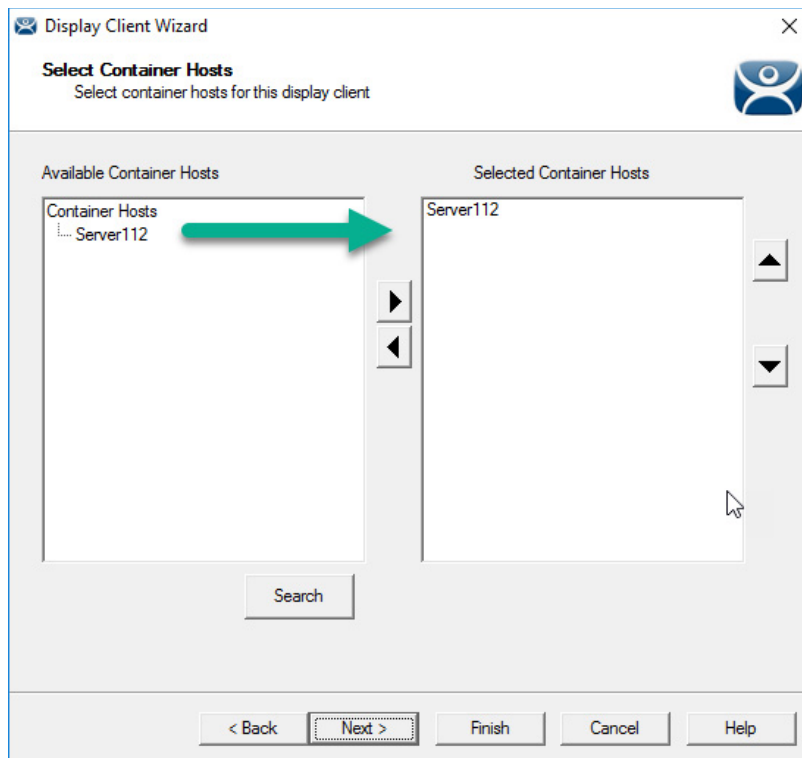 Display Client Wizard
Select Container Hosts
Select container hosts for this display client
Available Container Hosts
Selected Container Hosts
Container Hosts
Server112
Server112
Search
< Back
Next >
Finish
Cancel
Help